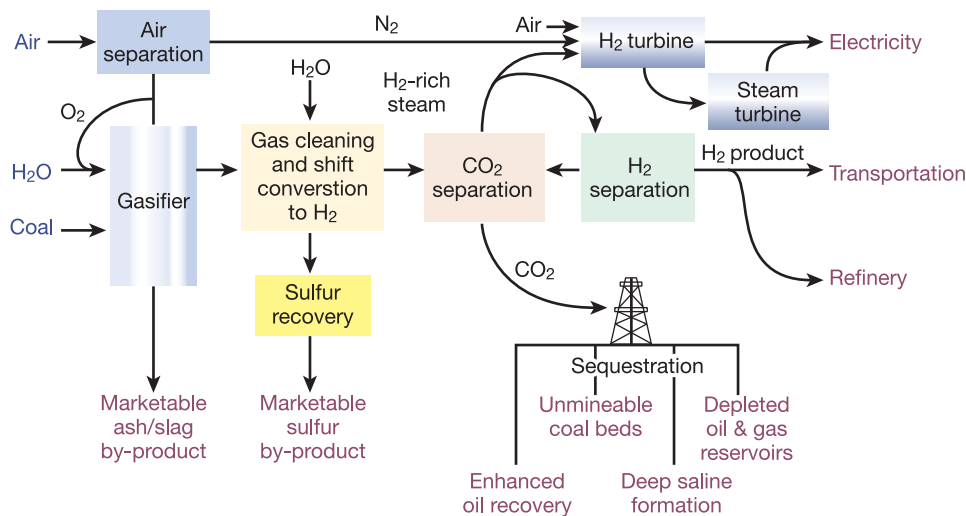 Air
Air
separation
N₂
Air
H₂ turbine
Electricity
Steam
turbine
O₂
H₂O
H₂-rich
steam
H₂O
Coal
Gasifier
Gas cleaning
and shift
converstion
to H₂
CO₂
separation
H₂
separation
H₂ product
Transportation
Refinery
CO₂
Sulfur
recovery
Sequestration
Marketable
ash/slag
by-product
Marketable
sulfur
by-product
Unmineable
coal beds
Depleted
oil & gas
reservoirs
Enhanced
oil recovery
Deep saline
formation